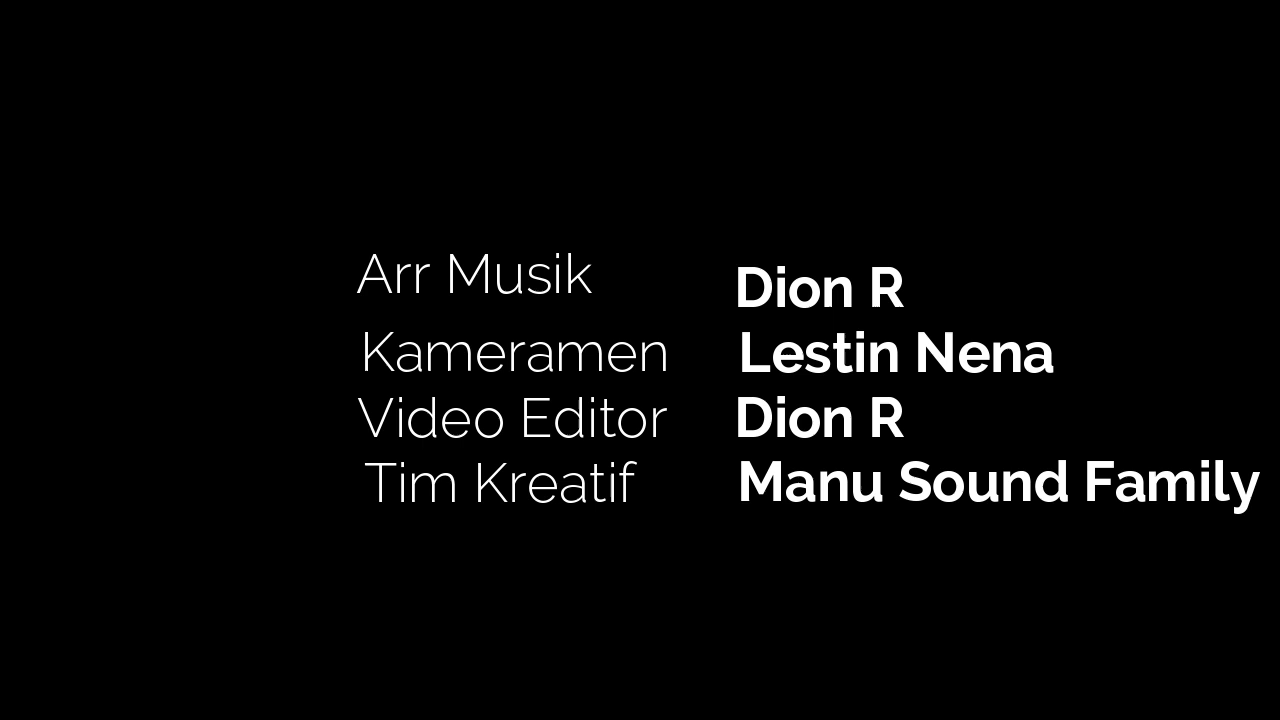 Arr Musik Dion R
Kameramen Lestin Nena
Video Editor Dion R
Tim Kreatif Manu Sound Family